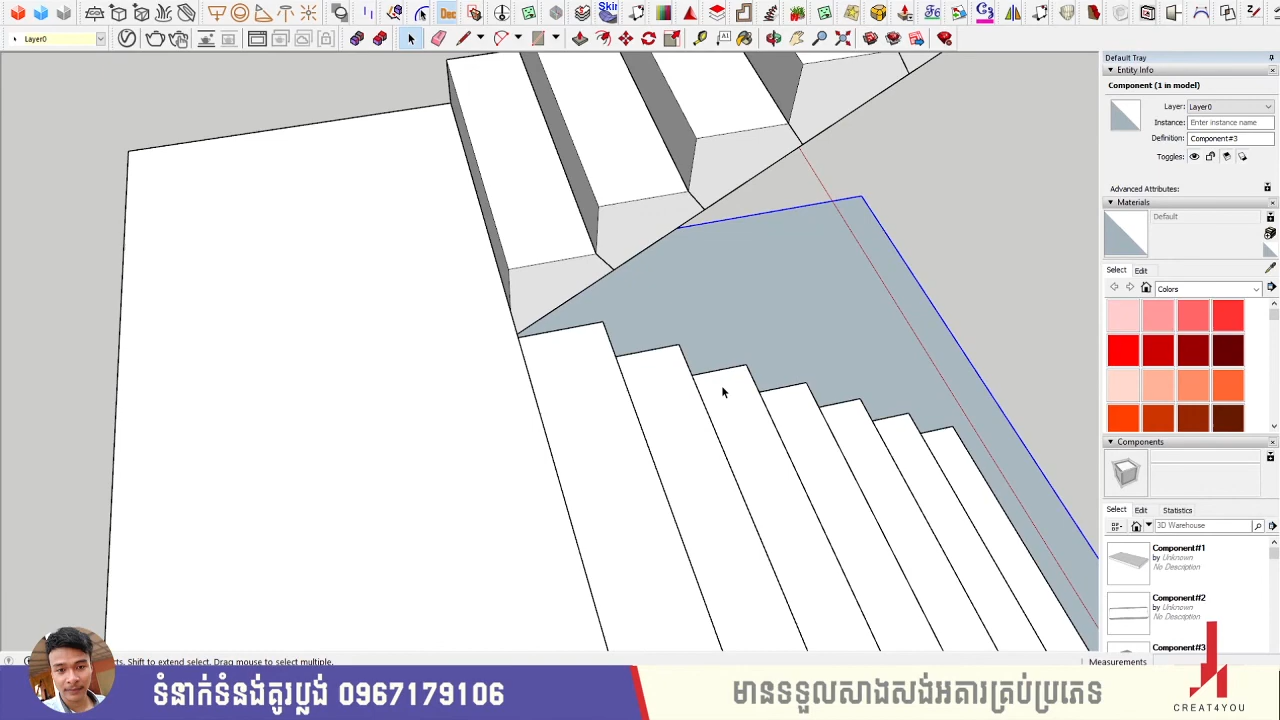 Dec
Skin
Layer0
Default Tray
Entity Info
Component (1 in model)
Layer: Layer0
Instance: Enter instance name
Definition: Component#3
Toggles:
Advanced Attributes:
Materials
Default
Select Edit
Colors
Components
Select Edit Statistics
3D Warehouse
Component#1
by Unknown
No Description
Component#2
by Unknown
No Description
Component#3
Shift to extend select. Drag mouse to select multiple.
Measurements
ទំនាក់ទំនងគូរប្លង់ 0967179106
មានទទួលសាងសង់អគារគ្រប់ប្រភេទ
CREAT4YOU